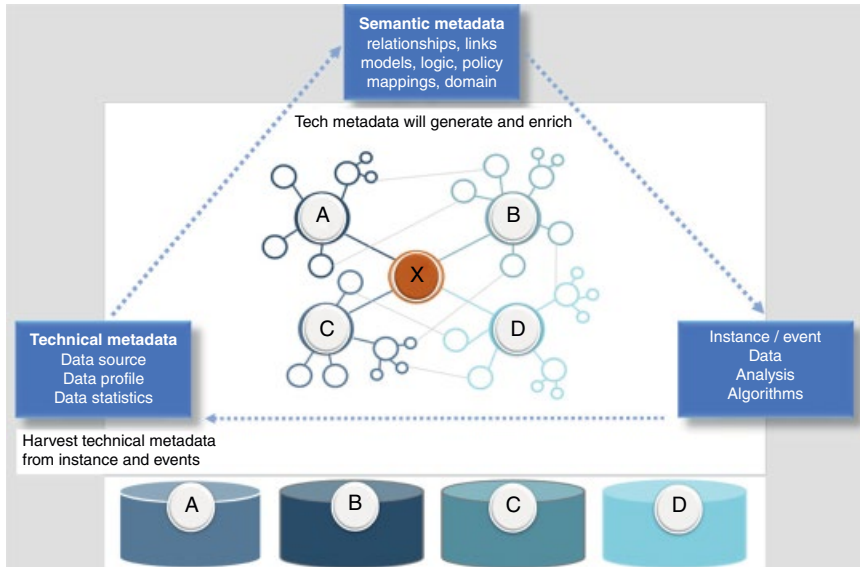 Semantic metadata
relationships, links
models, logic, policy
mappings, domain
Tech metadata will generate and enrich
A
B
X
C
D
Technical metadata
Data source
Data profile
Data statistics
Instance / event
Data
Analysis
Algorithms
Harvest technical metadata
from instance and events
A
B
C
D